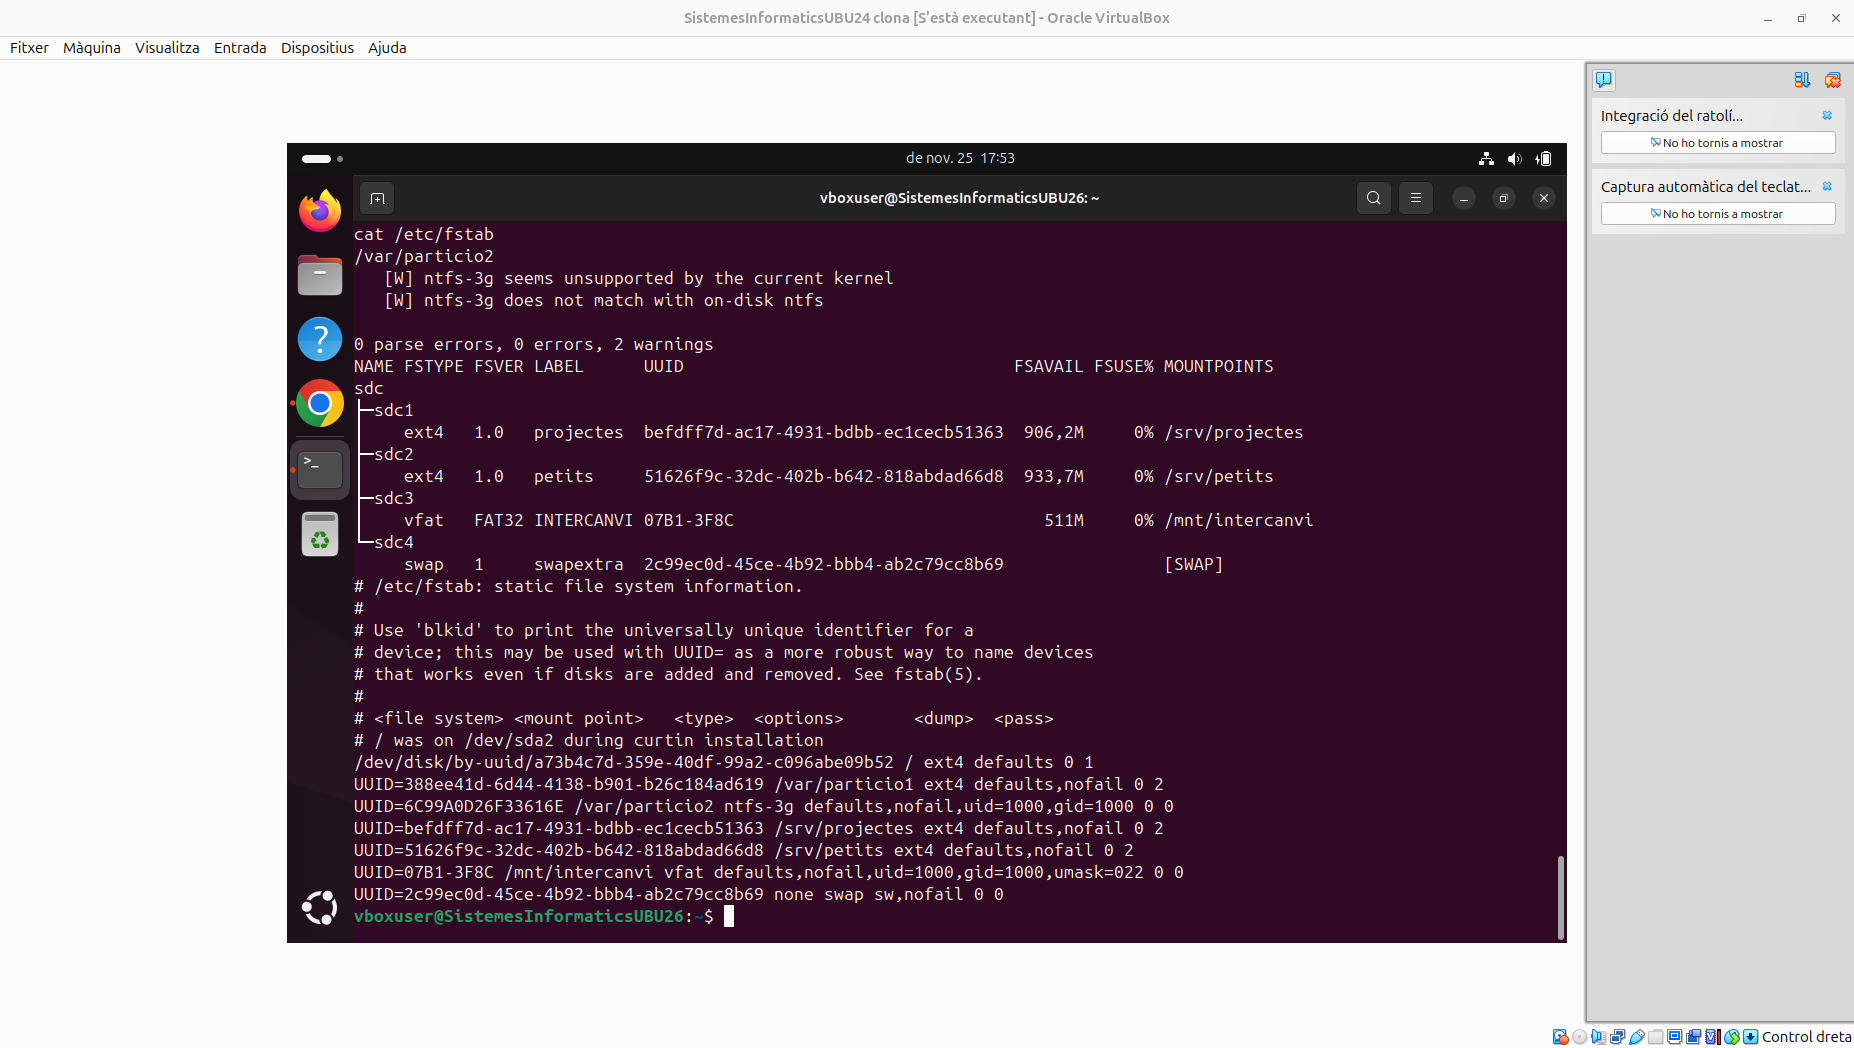 SistemesInformaticsUBU24 clona [S'està executant] - Oracle VirtualBox
Fitxer Màquina Visualitza Entrada Dispositius Ajuda
de nov. 25 17:53
vboxuser@SistemesInformaticsUBU26: ~
cat /etc/fstab
/var/particio2
   [W] ntfs-3g seems unsupported by the current kernel
   [W] ntfs-3g does not match with on-disk ntfs
0 parse errors, 0 errors, 2 warnings
NAME FSTYPE FSVER LABEL      UUID                                 FSAVAIL FSUSE% MOUNTPOINTS
sdc
├─sdc1
│    ext4   1.0   projectes  befdff7d-ac17-4931-bdbb-ec1cecb51363  906,2M     0% /srv/projectes
├─sdc2
│    ext4   1.0   petits     51626f9c-32dc-402b-b642-818abdad66d8  933,7M     0% /srv/petits
├─sdc3
│    vfat   FAT32 INTERCANVI 07B1-3F8C                               511M     0% /mnt/intercanvi
└─sdc4
     swap   1     swapextra  2c99ec0d-45ce-4b92-bbb4-ab2c79cc8b69                [SWAP]
# /etc/fstab: static file system information.
#
# Use 'blkid' to print the universally unique identifier for a
# device; this may be used with UUID= as a more robust way to name devices
# that works even if disks are added and removed. See fstab(5).
#
# <file system> <mount point>   <type>  <options>       <dump>  <pass>
# / was on /dev/sda2 during curtin installation
/dev/disk/by-uuid/a73b4c7d-359e-40df-99a2-c096abe09b52 / ext4 defaults 0 1
UUID=388ee41d-6d44-4138-b901-b26c184ad619 /var/particio1 ext4 defaults,nofail 0 2
UUID=6C99A0D26F33616E /var/particio2 ntfs-3g defaults,nofail,uid=1000,gid=1000 0 0
UUID=befdff7d-ac17-4931-bdbb-ec1cecb51363 /srv/projectes ext4 defaults,nofail 0 2
UUID=51626f9c-32dc-402b-b642-818abdad66d8 /srv/petits ext4 defaults,nofail 0 2
UUID=07B1-3F8C /mnt/intercanvi vfat defaults,nofail,uid=1000,gid=1000,umask=022 0 0
UUID=2c99ec0d-45ce-4b92-bbb4-ab2c79cc8b69 none swap sw,nofail 0 0
vboxuser@SistemesInformaticsUBU26:~$
Integració del ratolí...
No ho tornis a mostrar
Captura automàtica del teclat...
No ho tornis a mostrar
Control dreta